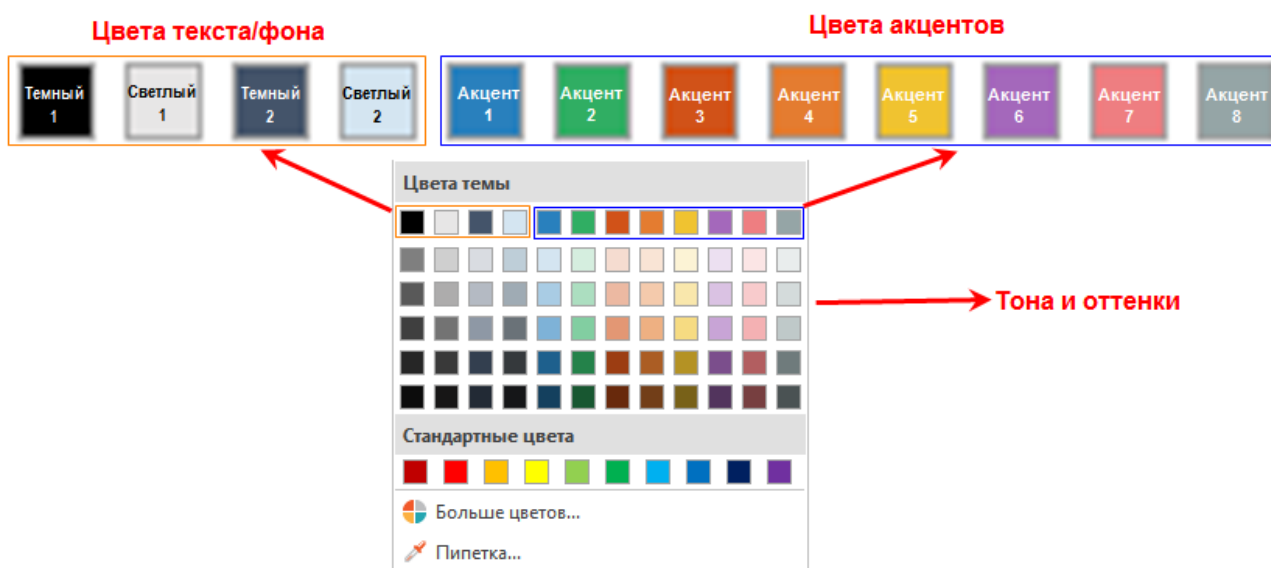 Цвета текста/фона
Цвета акцентов
Темный
1
Светлый
1
Темный
2
Светлый
2
Акцент
1
Акцент
2
Акцент
3
Акцент
4
Акцент
5
Акцент
6
Акцент
7
Акцент
8
Цвета темы
Тона и оттенки
Стандартные цвета
Больше цветов...
Пипетка...